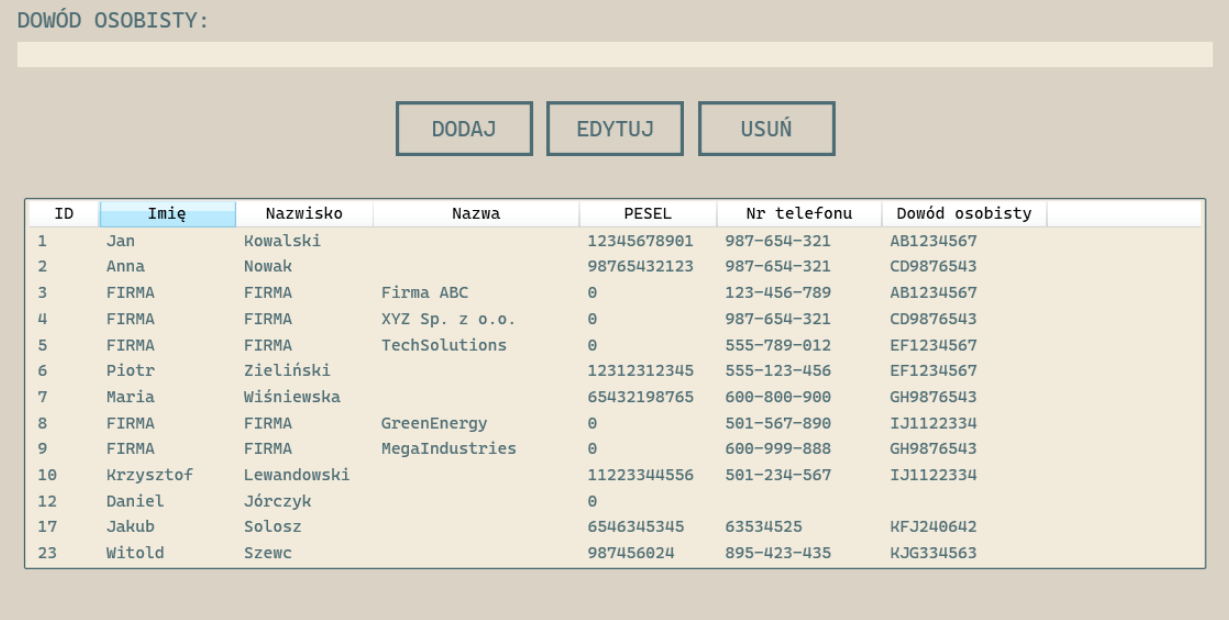 DOWÓD OSOBISTY:
DODAJ EDYTUJ USUŃ
ID Imię Nazwisko Nazwa PESEL Nr telefonu Dowód osobisty
1 Jan Kowalski 12345678901 987-654-321 AB1234567
2 Anna Nowak 98765432123 987-654-321 CD9876543
3 FIRMA FIRMA Firma ABC 0 123-456-789 AB1234567
4 FIRMA FIRMA XYZ Sp. z o.o. 0 987-654-321 CD9876543
5 FIRMA FIRMA TechSolutions 0 555-789-012 EF1234567
6 Piotr Zieliński 12312312345 555-123-456 EF1234567
7 Maria Wiśniewska 65432198765 600-800-900 GH9876543
8 FIRMA FIRMA GreenEnergy 0 501-567-890 IJ1122334
9 FIRMA FIRMA MegaIndustries 0 600-999-888 GH9876543
10 Krzysztof Lewandowski 11223344556 501-234-567 IJ1122334
12 Daniel Jórczyk 0
17 Jakub Solosz 6546345345 63534525 KFJ240642
23 Witold Szewc 987456024 895-423-435 KJG334563